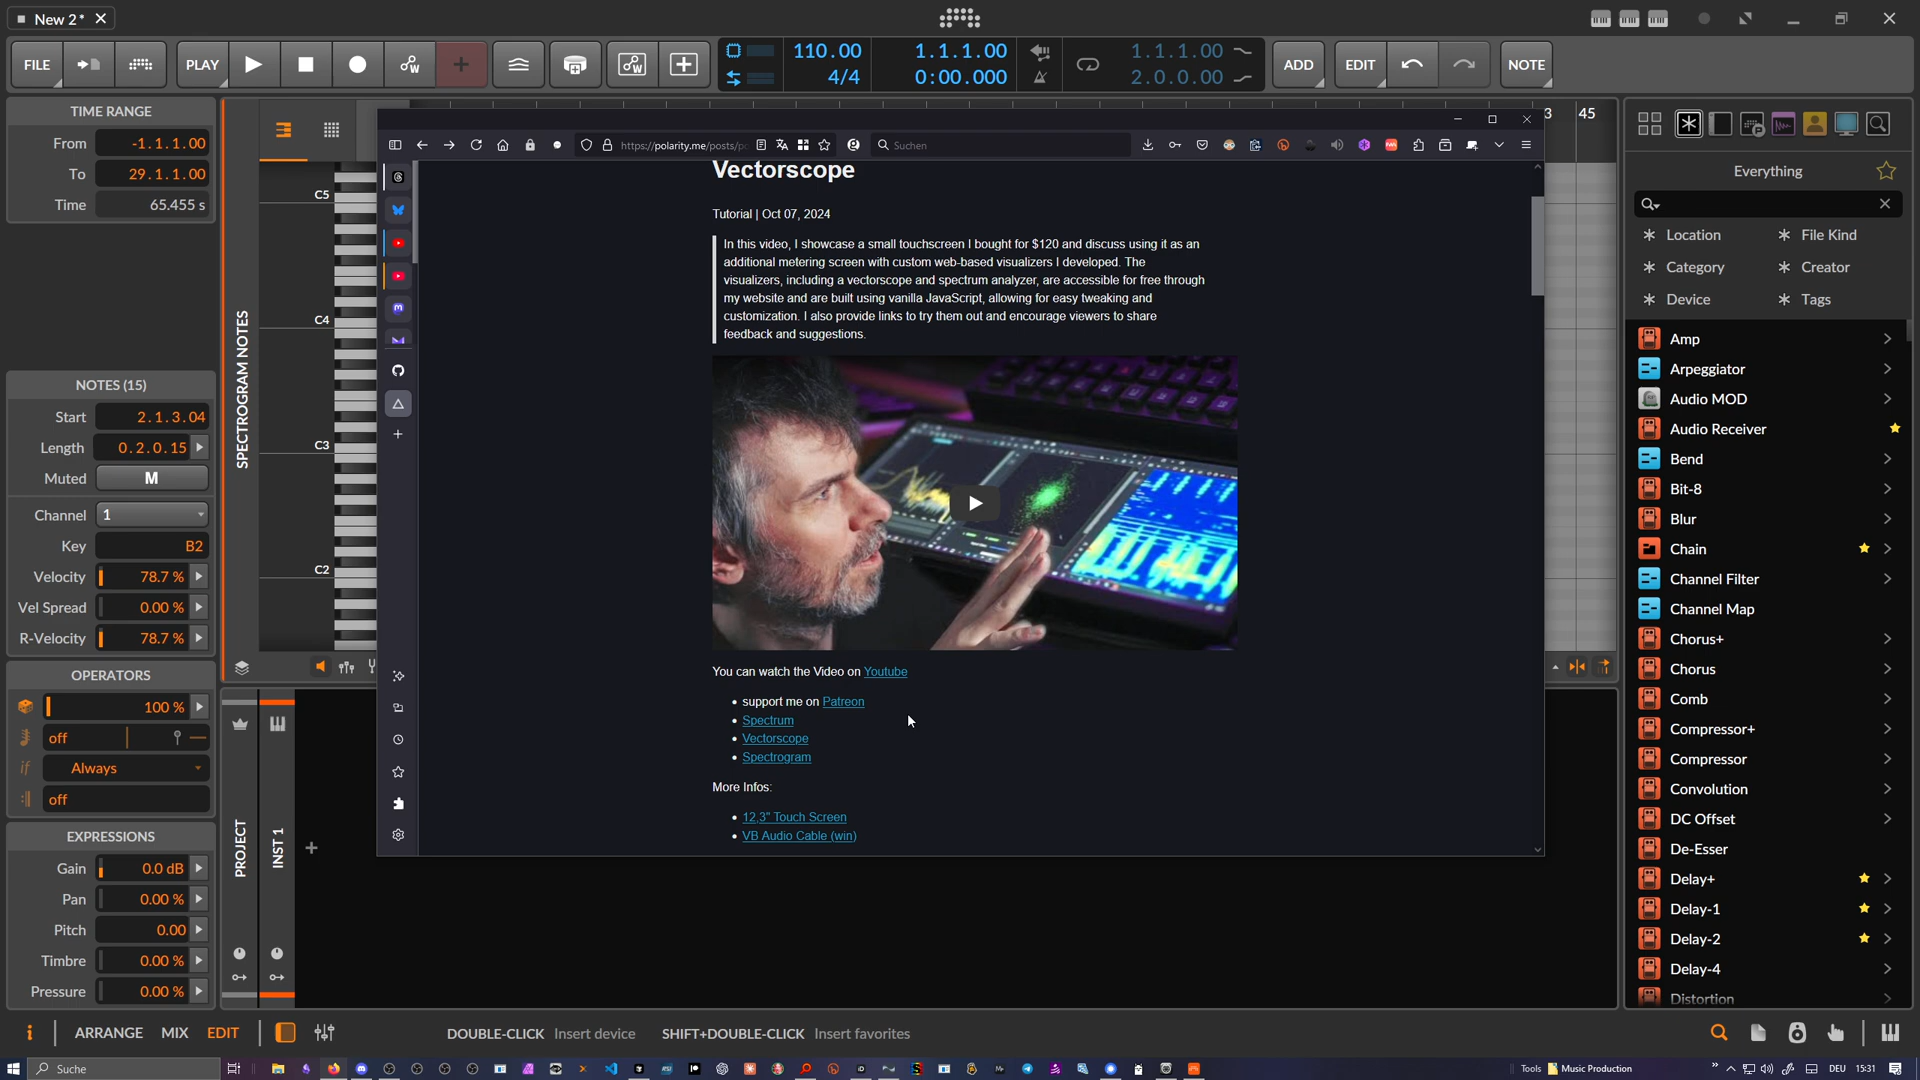 New 2*
FILE
PLAY
110.00
4/4
1.1.1.00
0:00.000
1.1.1.00
2.0.0.00
ADD
EDIT
NOTE
TIME RANGE
From -1.1.1.00
To 29.1.1.00
Time 65.455 s
NOTES (15)
Start 2.1.3.04
Length 0.2.0.15
Muted M
Channel 1
Key B2
Velocity 78.7 %
Vel Spread 0.00 %
R-Velocity 78.7 %
OPERATORS
100 %
off
if Always
off
EXPRESSIONS
Gain 0.0 dB
Pan 0.00 %
Pitch 0.00
Timbre 0.00 %
Pressure 0.00 %
SPECTROGRAM NOTES
C5
C4
C3
C2
PROJECT
INST 1
3 45
https://polarity.me/posts/po
Suchen
Vectorscope
Tutorial | Oct 07, 2024
In this video, I showcase a small touchscreen I bought for $120 and discuss using it as an
additional metering screen with custom web-based visualizers I developed. The
visualizers, including a vectorscope and spectrum analyzer, are accessible for free through
my website and are built using vanilla JavaScript, allowing for easy tweaking and
customization. I also provide links to try them out and encourage viewers to share
feedback and suggestions.
You can watch the Video on Youtube
support me on Patreon
Spectrum
Vectorscope
Spectrogram
More Infos:
12,3" Touch Screen
VB Audio Cable (win)
Everything
Location File Kind
Category Creator
Device Tags
Amp
Arpeggiator
Audio MOD
Audio Receiver
Bend
Bit-8
Blur
Chain
Channel Filter
Channel Map
Chorus+
Chorus
Comb
Compressor+
Compressor
Convolution
DC Offset
De-Esser
Delay+
Delay-1
Delay-2
Delay-4
Distortion
ARRANGE MIX EDIT
DOUBLE-CLICK Insert device SHIFT+DOUBLE-CLICK Insert favorites
Suche
Tools Music Production
DEU 15:31